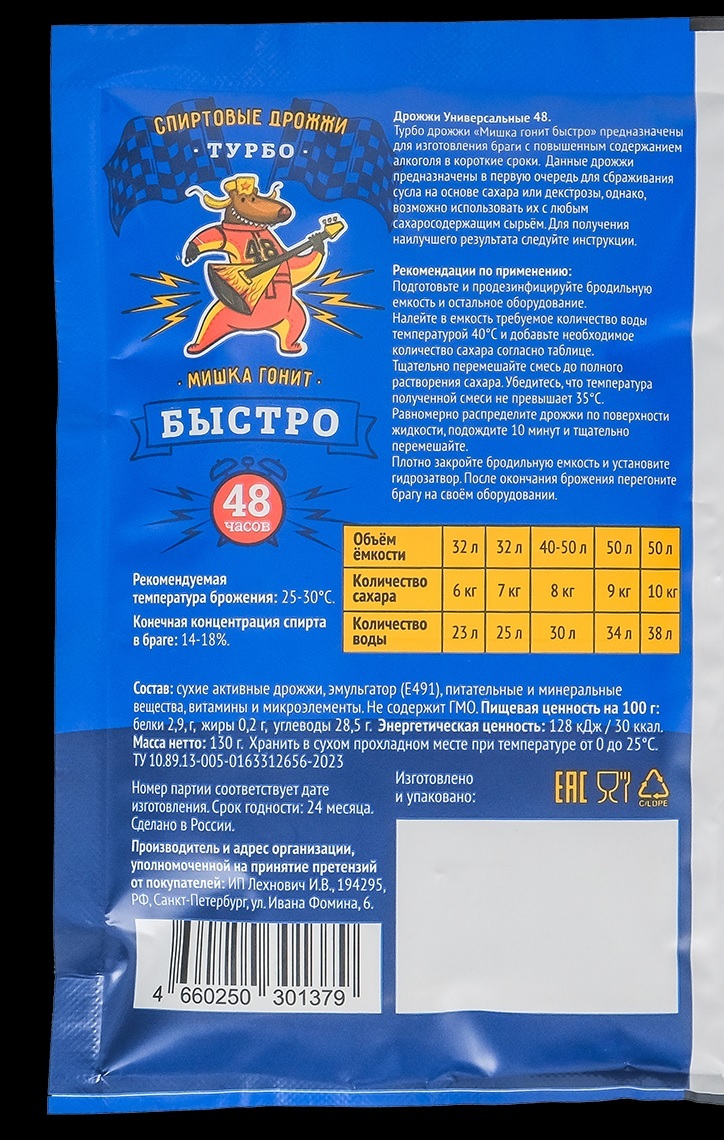 СПИРТОВЫЕ ДРОЖЖИ
· ТУРБО ·
48
· МИШКА ГОНИТ ·
БЫСТРО
48
часов
Рекомендуемая
температура брожения: 25-30°С.
Конечная концентрация спирта
в браге: 14-18%.
Дрожжи Универсальные 48.
Турбо дрожжи «Мишка гонит быстро» предназначены
для изготовления браги с повышенным содержанием
алкоголя в короткие сроки. Данные дрожжи
предназначены в первую очередь для сбраживания
сусла на основе сахара или декстрозы, однако,
возможно использовать их с любым
сахаросодержащим сырьём. Для получения
наилучшего результата следуйте инструкции.
Рекомендации по применению:
Подготовьте и продезинфицируйте бродильную
емкость и остальное оборудование.
Налейте в емкость требуемое количество воды
температурой 40°С и добавьте необходимое
количество сахара согласно таблице.
Тщательно перемешайте смесь до полного
растворения сахара. Убедитесь, что температура
полученной смеси не превышает 35°С.
Равномерно распределите дрожжи по поверхности
жидкости, подождите 10 минут и тщательно
перемешайте.
Плотно закройте бродильную емкость и установите
гидрозатвор. После окончания брожения перегоните
брагу на своём оборудовании.
Объём ёмкости 32 л 32 л 40-50 л 50 л 50 л
Количество сахара 6 кг 7 кг 8 кг 9 кг 10 кг
Количество воды 23 л 25 л 30 л 34 л 38 л
Состав: сухие активные дрожжи, эмульгатор (Е491), питательные и минеральные
вещества, витамины и микроэлементы. Не содержит ГМО. Пищевая ценность на 100 г:
белки 2,9 г, жиры 0,2 г, углеводы 28,5 г. Энергетическая ценность: 128 кДж / 30 ккал.
Масса нетто: 130 г. Хранить в сухом прохладном месте при температуре от 0 до 25°С.
ТУ 10.89.13-005-0163312656-2023
Номер партии соответствует дате
изготовления. Срок годности: 24 месяца.
Сделано в России.
Производитель и адрес организации,
уполномоченной на принятие претензий
от покупателей: ИП Лехнович И.В., 194295,
РФ, Санкт-Петербург, ул. Ивана Фомина, 6.
Изготовлено
и упаковано:
EAC
C/LDPE
4 660250 301379